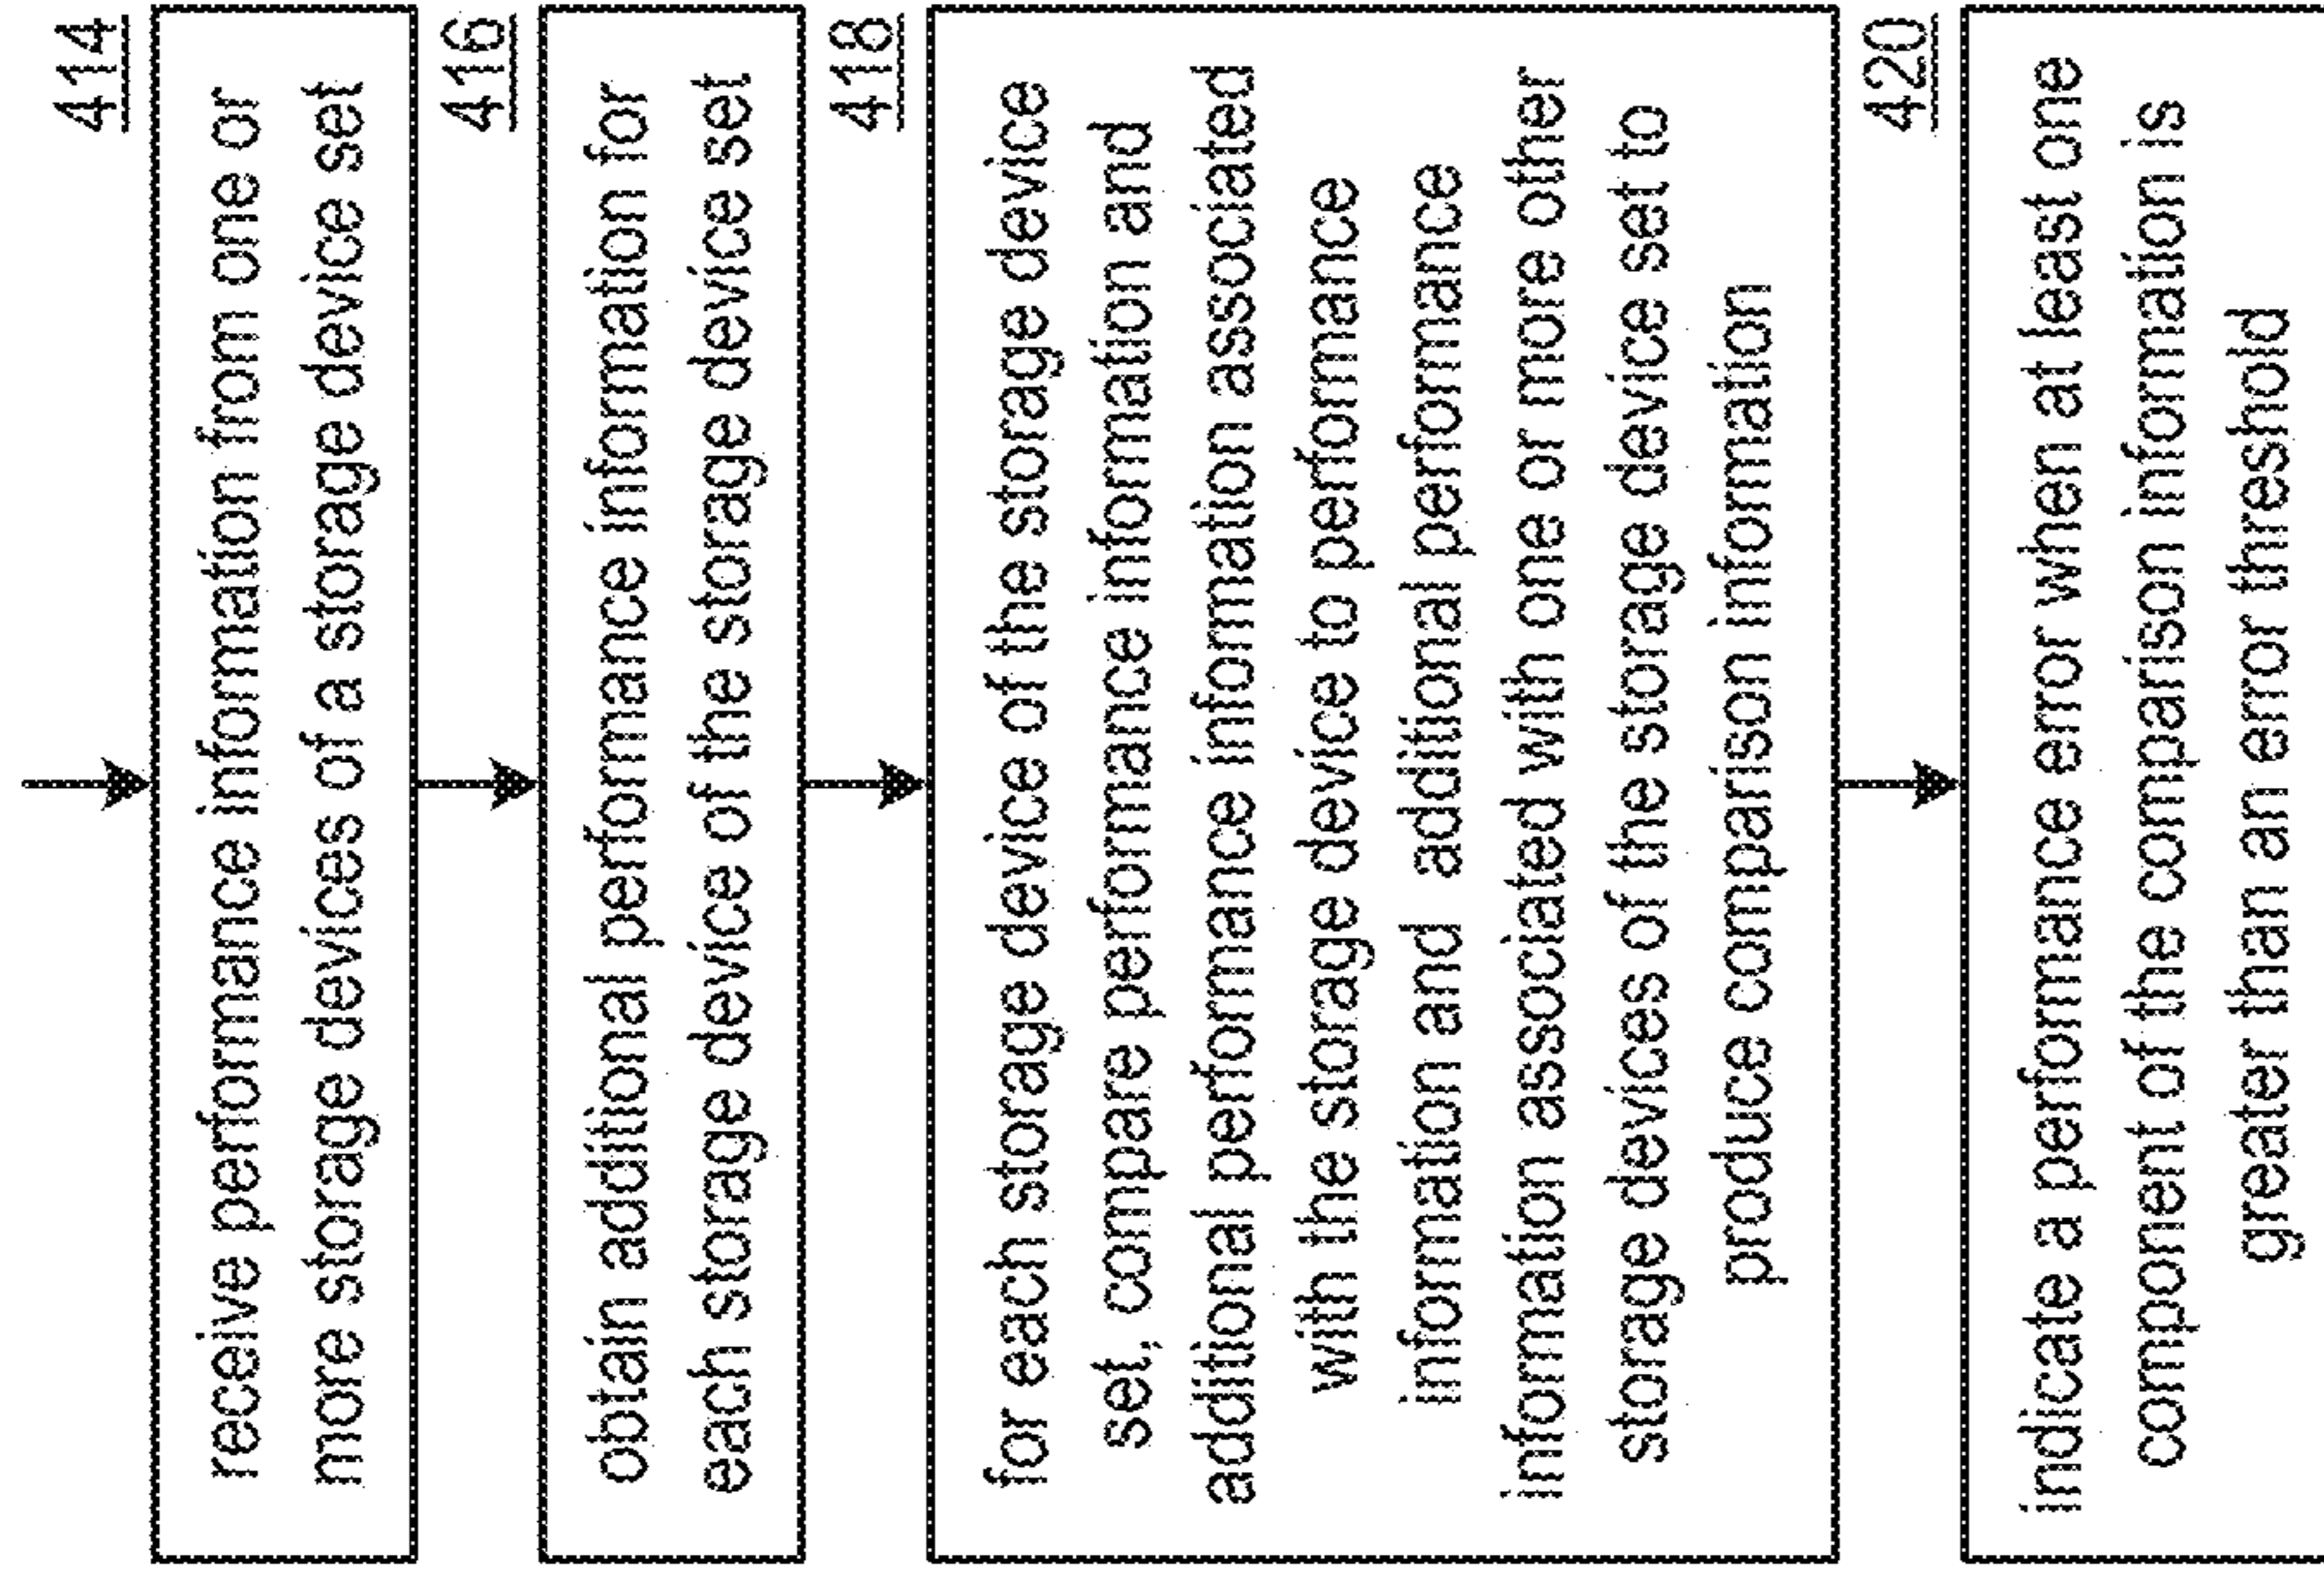 414
receive performance information from one or
more storage devices of a storage device set
416
obtain additional performance information for
each storage device of the storage device set
418
for each storage device of the storage device
set, compare performance information and
additional performance information associated
with the storage device to performance
information and additional performance
information associated with one or more other
storage devices of the storage device set to
produce comparison information
420
indicate a performance error when at least one
component of the comparison information is
greater than an error threshold